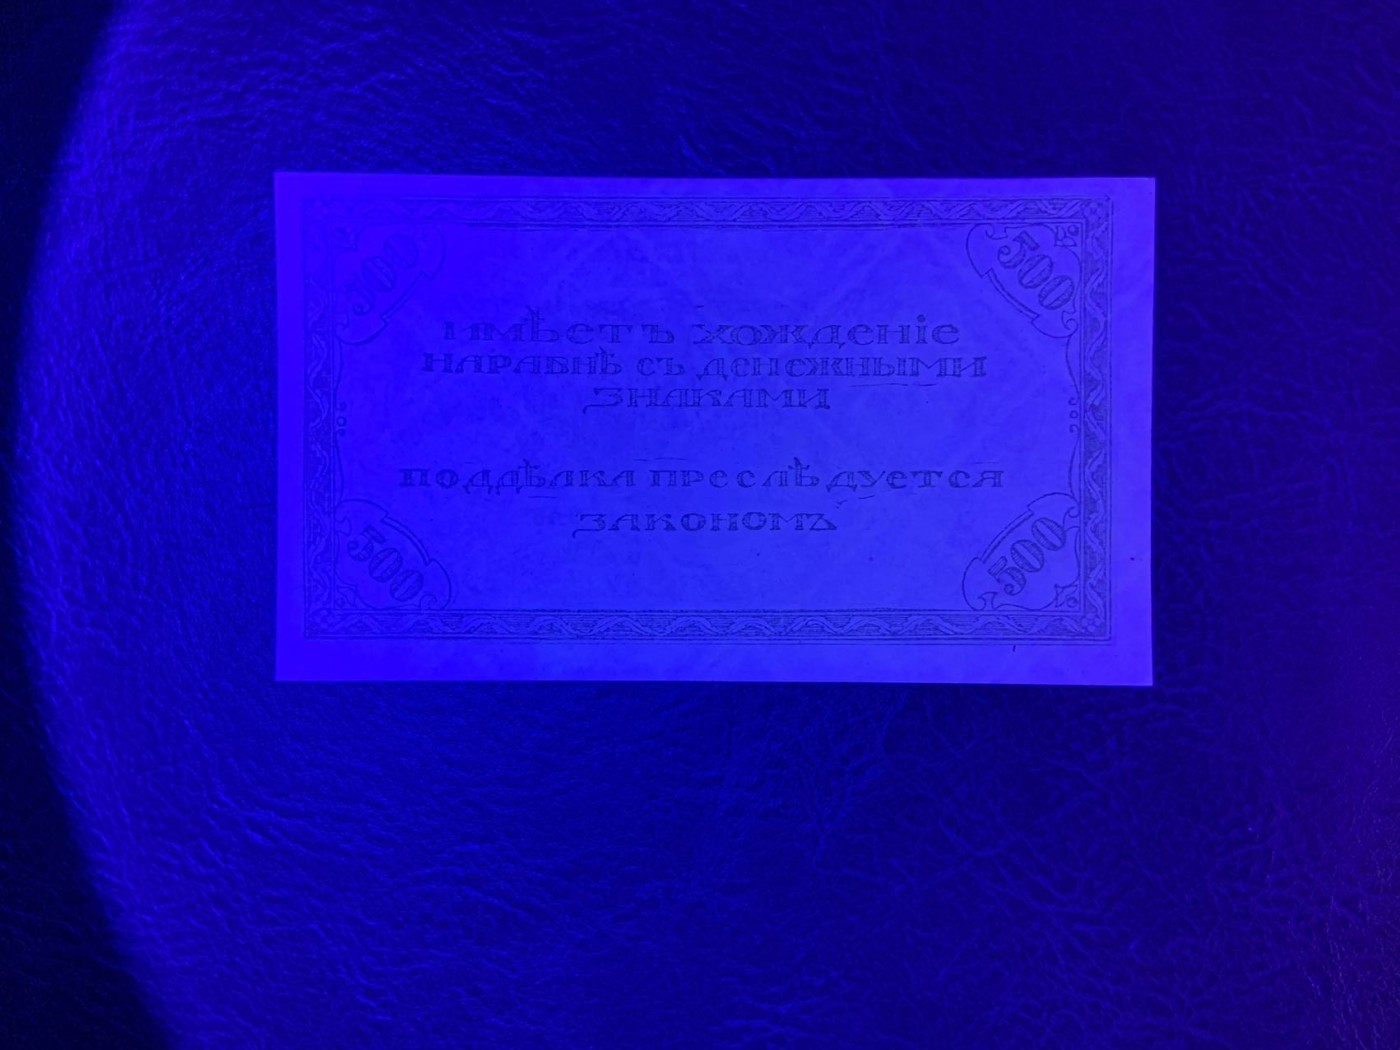 500 500
имѣетъ хожденіе
наравнѣ съ денежными
знаками
поддѣлка преслѣдуется
закономъ
500 500